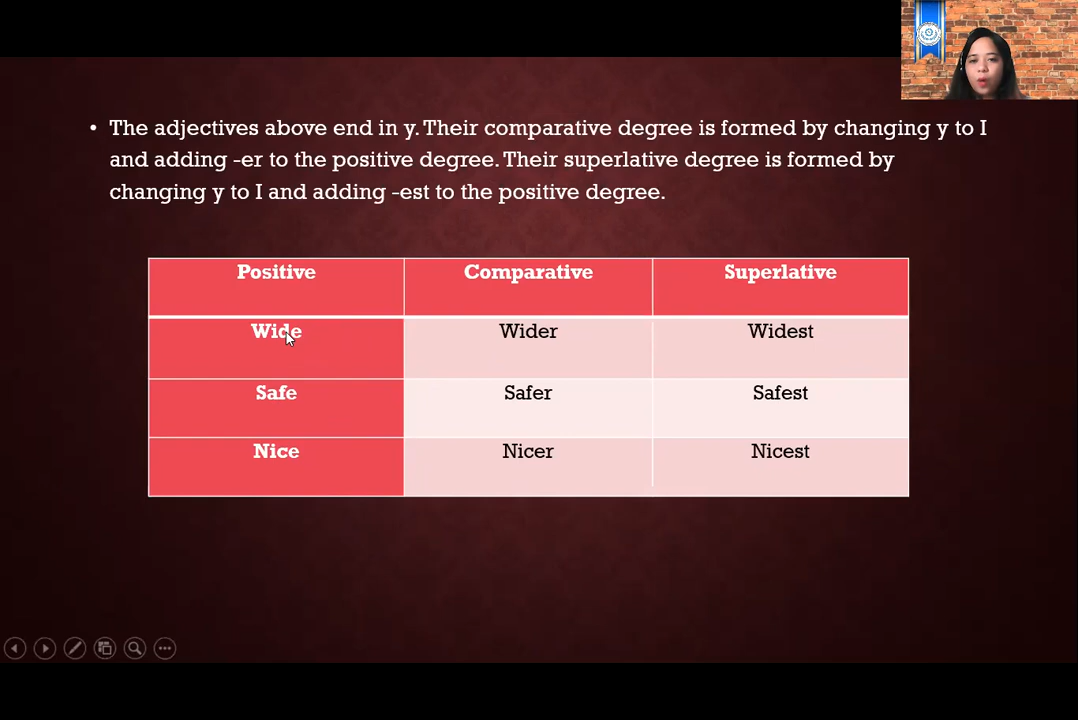 • The adjectives above end in y. Their comparative degree is formed by changing y to I
and adding -er to the positive degree. Their superlative degree is formed by
changing y to I and adding -est to the positive degree.
Positive Comparative Superlative
Wide Wider Widest
Safe Safer Safest
Nice Nicer Nicest